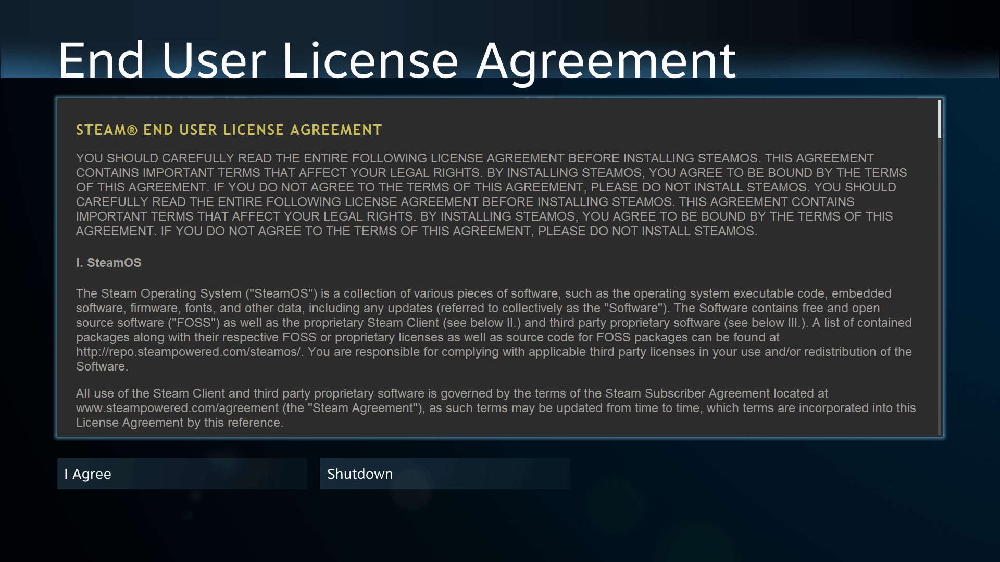 End User License Agreement
STEAM® END USER LICENSE AGREEMENT
YOU SHOULD CAREFULLY READ THE ENTIRE FOLLOWING LICENSE AGREEMENT BEFORE INSTALLING STEAMOS. THIS AGREEMENT
CONTAINS IMPORTANT TERMS THAT AFFECT YOUR LEGAL RIGHTS. BY INSTALLING STEAMOS, YOU AGREE TO BE BOUND BY THE TERMS
OF THIS AGREEMENT. IF YOU DO NOT AGREE TO THE TERMS OF THIS AGREEMENT, PLEASE DO NOT INSTALL STEAMOS. YOU SHOULD
CAREFULLY READ THE ENTIRE FOLLOWING LICENSE AGREEMENT BEFORE INSTALLING STEAMOS. THIS AGREEMENT CONTAINS
IMPORTANT TERMS THAT AFFECT YOUR LEGAL RIGHTS. BY INSTALLING STEAMOS, YOU AGREE TO BE BOUND BY THE TERMS OF THIS
AGREEMENT. IF YOU DO NOT AGREE TO THE TERMS OF THIS AGREEMENT, PLEASE DO NOT INSTALL STEAMOS.
I. SteamOS
The Steam Operating System ("SteamOS") is a collection of various pieces of software, such as the operating system executable code, embedded
software, firmware, fonts, and other data, including any updates (referred to collectively as the "Software"). The Software contains free and open
source software ("FOSS") as well as the proprietary Steam Client (see below II.) and third party proprietary software (see below III.). A list of contained
packages along with their respective FOSS or proprietary licenses as well as source code for FOSS packages can be found at
http://repo.steampowered.com/steamos/. You are responsible for complying with applicable third party licenses in your use and/or redistribution of the
Software.
All use of the Steam Client and third party proprietary software is governed by the terms of the Steam Subscriber Agreement located at
www.steampowered.com/agreement (the "Steam Agreement"), as such terms may be updated from time to time, which terms are incorporated into this
License Agreement by this reference.
I Agree
Shutdown